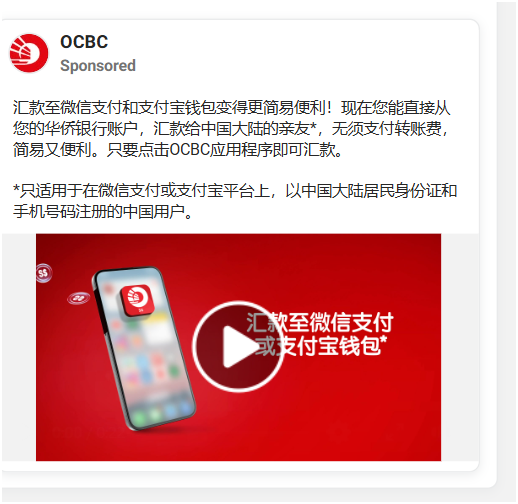 OCBC
Sponsored
汇款至微信支付和支付宝钱包变得更简易便利！现在您能直接从
您的华侨银行账户，汇款给中国大陆的亲友*，无须支付转账费，
简易又便利。只要点击OCBC应用程序即可汇款。
*只适用于在微信支付或支付宝平台上，以中国大陆居民身份证和
手机号码注册的中国用户。
汇款至微信支付
或支付宝钱包*